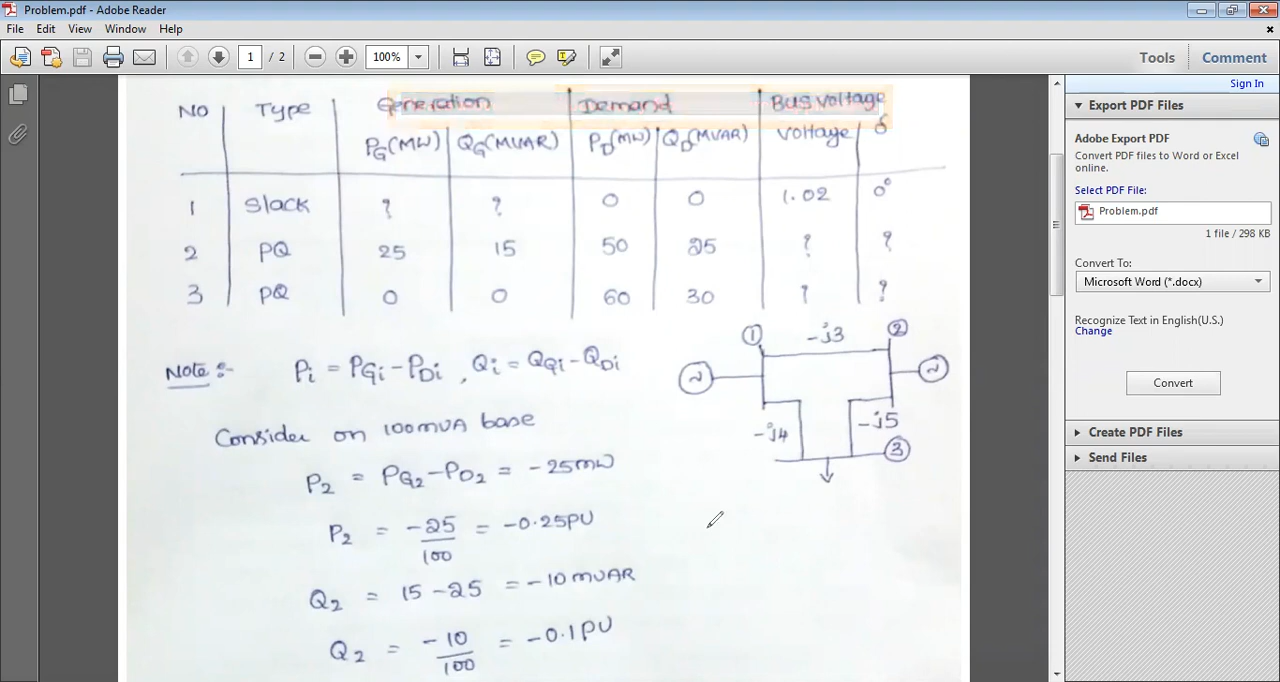 Problem.pdf - Adobe Reader
File Edit View Window Help
1 / 2 100% Tools Comment
Sign In
Export PDF Files
Adobe Export PDF
Convert PDF files to Word or Excel
online.
Select PDF File:
Problem.pdf
1 file / 298 KB
Convert To:
Microsoft Word (*.docx)
Recognize Text in English(U.S.)
Change
Convert
Create PDF Files
Send Files
NO Type Generation Demand Bus voltage
PG(MW) QG(MVAR) PD(MW) QD(MVAR) voltage δ
1 Slack ? ? 0 0 1.02 0°
2 PQ 25 15 50 25 ? ?
3 PQ 0 0 60 30 ? ?
Note :- Pi = PGi - PDi , Qi = QGi - QDi
Consider on 100MVA base
P2 = PG2 - PD2 = -25MW
P2 = -25/100 = -0.25PU
Q2 = 15 - 25 = -10MVAR
Q2 = -10/100 = -0.1PU
1 -j3 2
~ ~
-j4 -j5
3